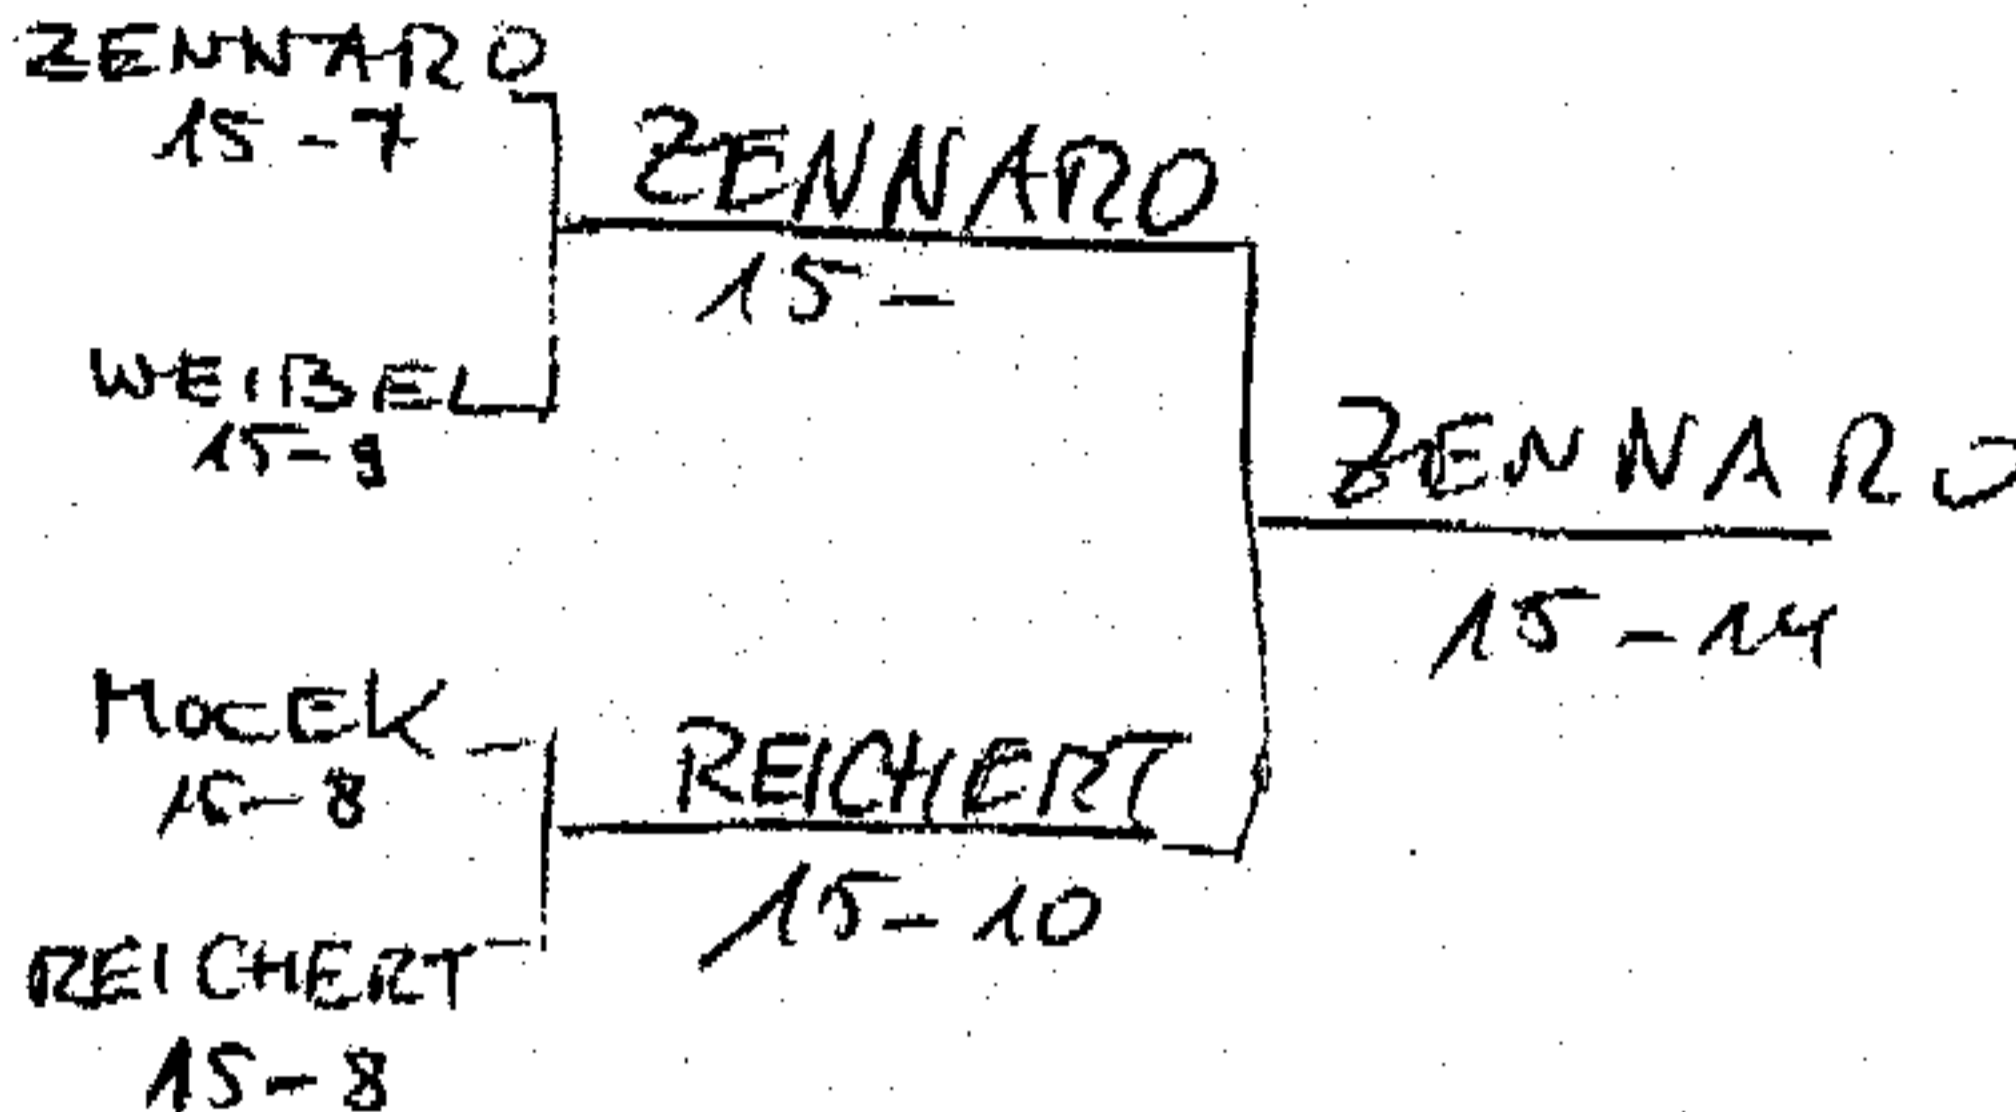 ZENNARO
15-7
ZENNARO
15-
WEIBEL
15-9
ZENNARO
15-14
MOCEK
15-8
REICHERT
15-10
REICHERT
15-8